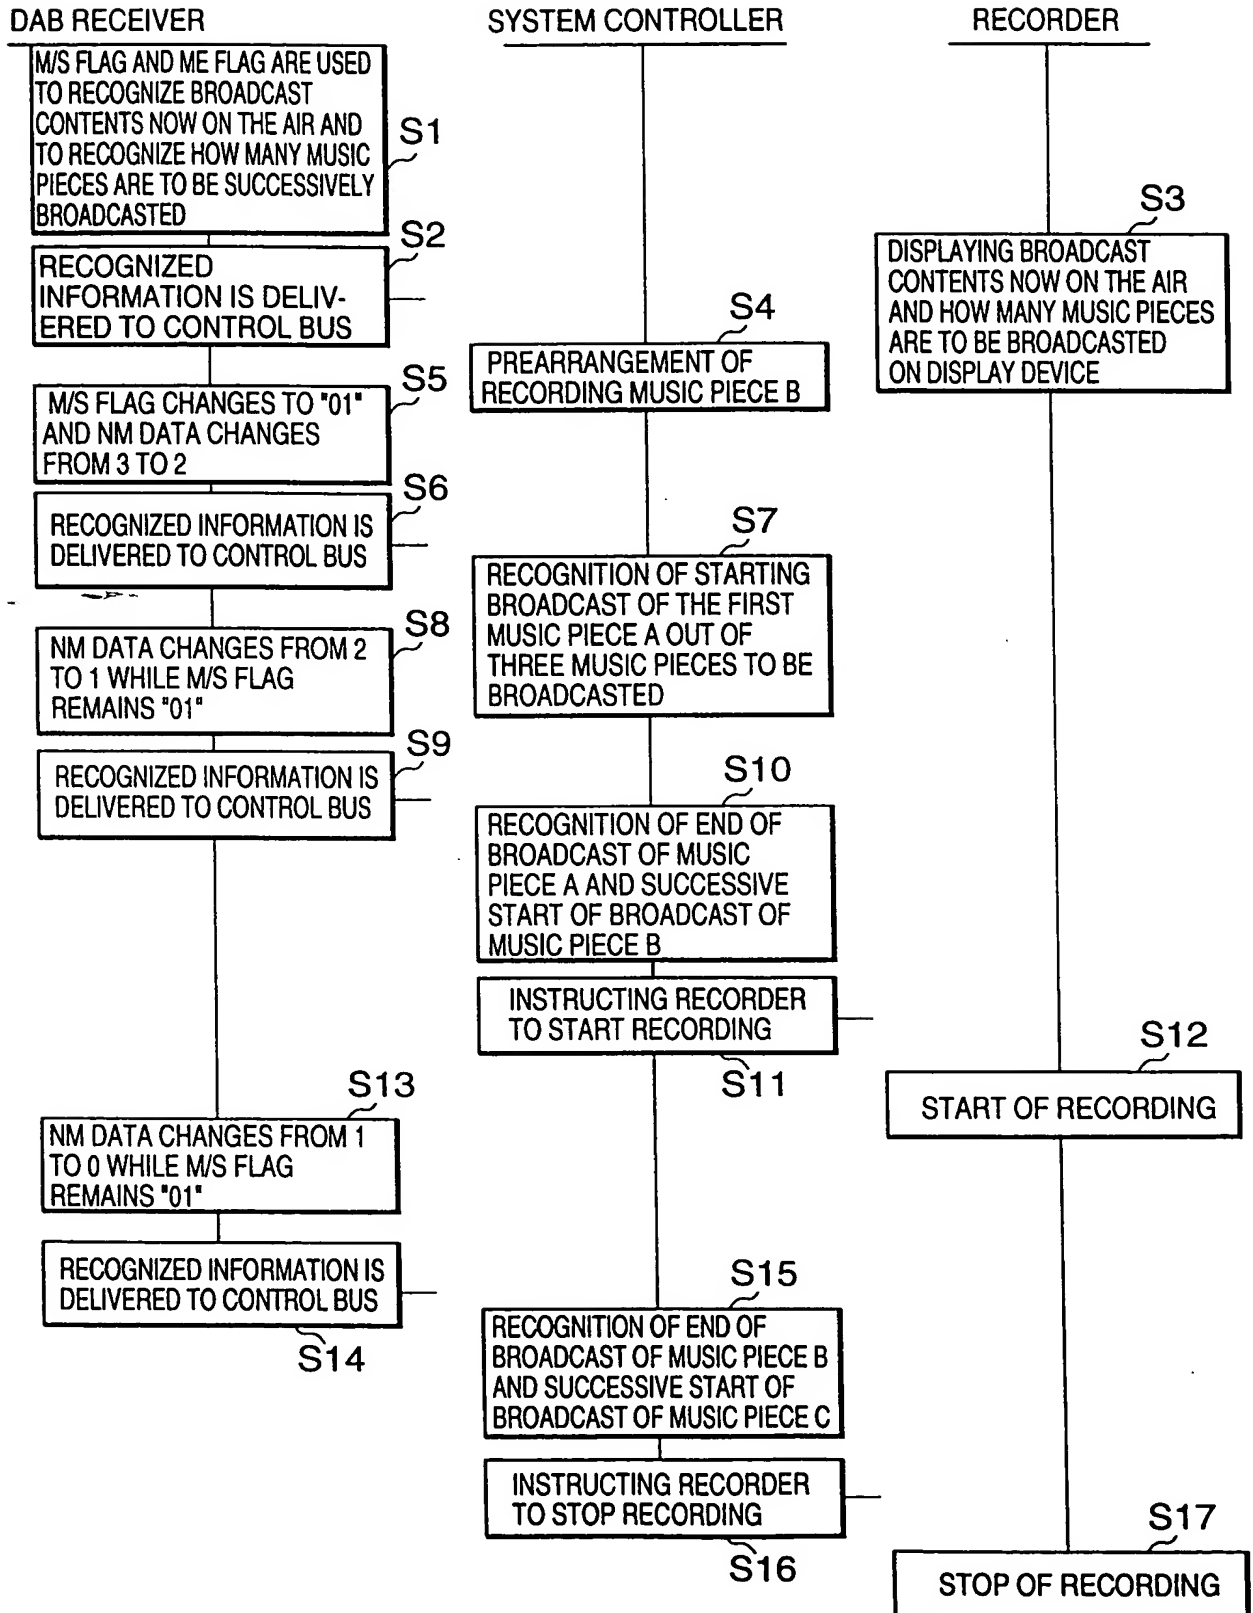 DAB RECEIVER
SYSTEM CONTROLLER
RECORDER
M/S FLAG AND ME FLAG ARE USED
TO RECOGNIZE BROADCAST
CONTENTS NOW ON THE AIR AND
TO RECOGNIZE HOW MANY MUSIC
PIECES ARE TO BE SUCCESSIVELY
BROADCASTED
S1
S2
RECOGNIZED
INFORMATION IS DELIV-
ERED TO CONTROL BUS
S3
DISPLAYING BROADCAST
CONTENTS NOW ON THE AIR
AND HOW MANY MUSIC PIECES
ARE TO BE BROADCASTED
ON DISPLAY DEVICE
S4
PREARRANGEMENT OF
RECORDING MUSIC PIECE B
S5
M/S FLAG CHANGES TO "01"
AND NM DATA CHANGES
FROM 3 TO 2
S6
RECOGNIZED INFORMATION IS
DELIVERED TO CONTROL BUS
S7
RECOGNITION OF STARTING
BROADCAST OF THE FIRST
MUSIC PIECE A OUT OF
THREE MUSIC PIECES TO BE
BROADCASTED
S8
NM DATA CHANGES FROM 2
TO 1 WHILE M/S FLAG
REMAINS "01"
S9
RECOGNIZED INFORMATION IS
DELIVERED TO CONTROL BUS
S10
RECOGNITION OF END OF
BROADCAST OF MUSIC
PIECE A AND SUCCESSIVE
START OF BROADCAST OF
MUSIC PIECE B
INSTRUCTING RECORDER
TO START RECORDING
S11
S12
START OF RECORDING
S13
NM DATA CHANGES FROM 1
TO 0 WHILE M/S FLAG
REMAINS "01"
RECOGNIZED INFORMATION IS
DELIVERED TO CONTROL BUS
S14
S15
RECOGNITION OF END OF
BROADCAST OF MUSIC PIECE B
AND SUCCESSIVE START OF
BROADCAST OF MUSIC PIECE C
INSTRUCTING RECORDER
TO STOP RECORDING
S16
S17
STOP OF RECORDING